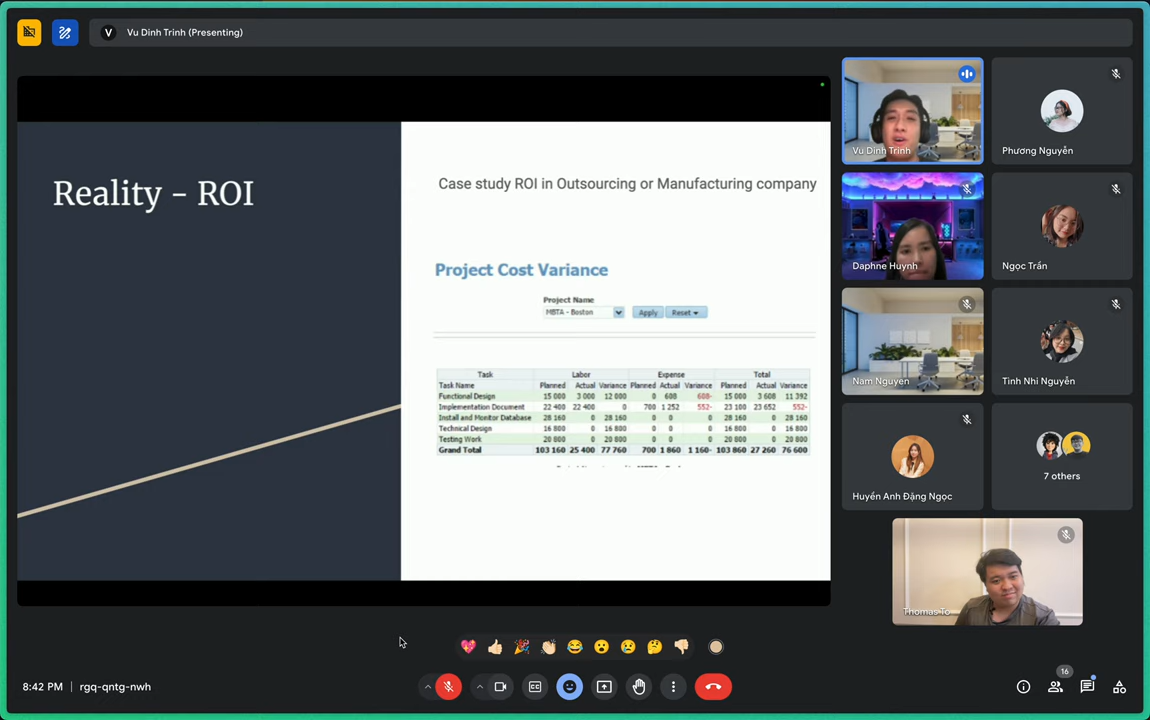 V Vu Dinh Trinh (Presenting)
Reality - ROI
Case study ROI in Outsourcing or Manufacturing company
Project Cost Variance
Project Name
MBTA - Boston Apply Reset
Task Labor Expense Total
Task Name Planned Actual Variance Planned Actual Variance Planned Actual Variance
Functional Design 15 000 3 000 12 000 0 608 608- 15 000 3 608 11 392
Implementation Document 22 400 22 400 0 700 1 252 552- 23 100 23 652 552-
Install and Monitor Database 28 160 0 28 160 0 0 0 28 160 0 28 160
Technical Design 16 800 0 16 800 0 0 0 16 800 0 16 800
Testing Work 20 800 0 20 800 0 0 0 20 800 0 20 800
Grand Total 103 160 25 400 77 760 700 1 860 1 160- 103 860 27 260 76 600
Vu Dinh Trinh
Phương Nguyễn
Daphne Huynh
Ngọc Trần
Nam Nguyen
Tinh Nhi Nguyễn
Huyền Anh Đặng Ngọc
7 others
Thomas To
8:42 PM | rgq-qntg-nwh
16